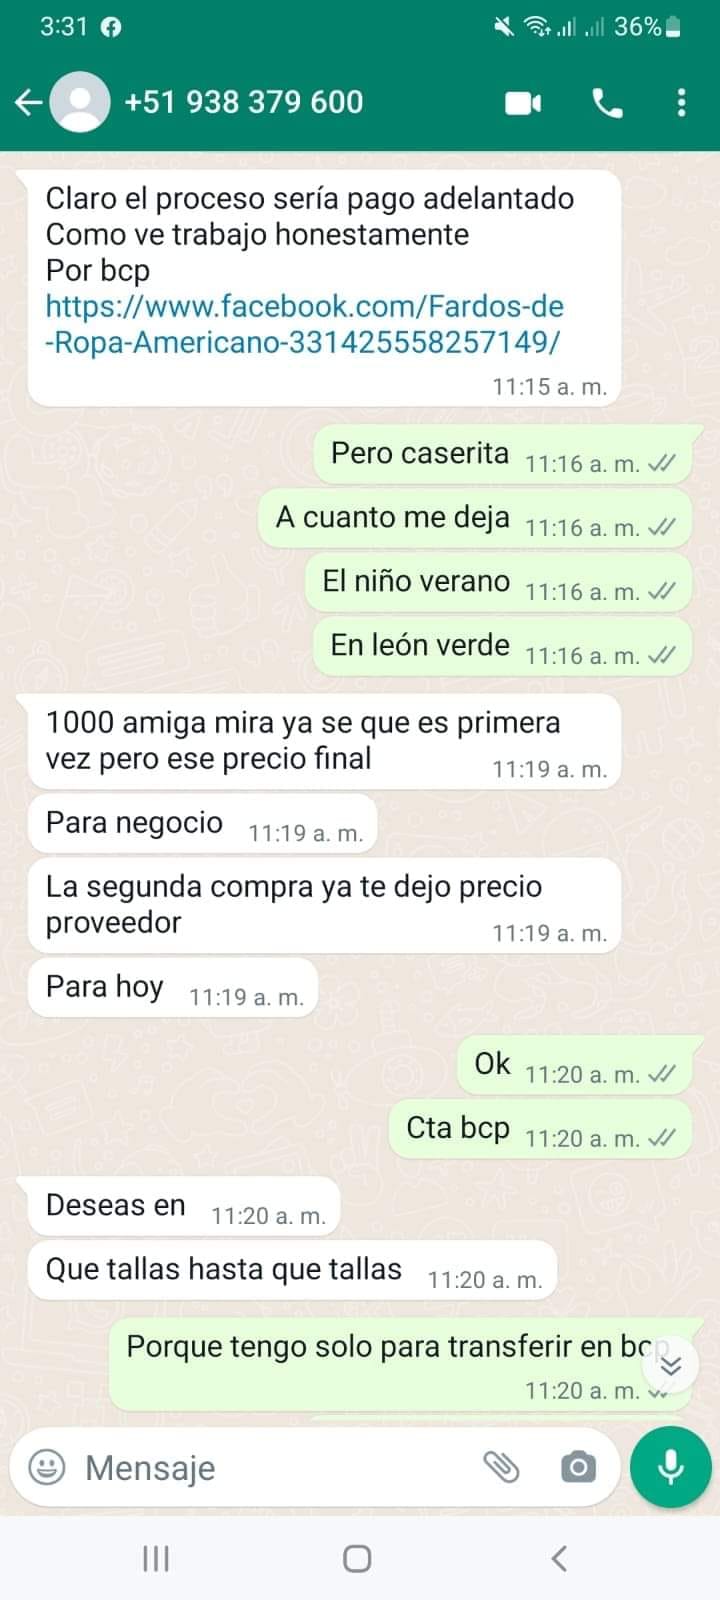 3:31 36%
+51 938 379 600
Claro el proceso sería pago adelantado
Como ve trabajo honestamente
Por bcp
https://www.facebook.com/Fardos-de
-Ropa-Americano-331425558257149/
11:15 a. m.
Pero caserita 11:16 a. m.
A cuanto me deja 11:16 a. m.
El niño verano 11:16 a. m.
En león verde 11:16 a. m.
1000 amiga mira ya se que es primera
vez pero ese precio final 11:19 a. m.
Para negocio 11:19 a. m.
La segunda compra ya te dejo precio
proveedor 11:19 a. m.
Para hoy 11:19 a. m.
Ok 11:20 a. m.
Cta bcp 11:20 a. m.
Deseas en 11:20 a. m.
Que tallas hasta que tallas 11:20 a. m.
Porque tengo solo para transferir en bcp
11:20 a. m.
Mensaje